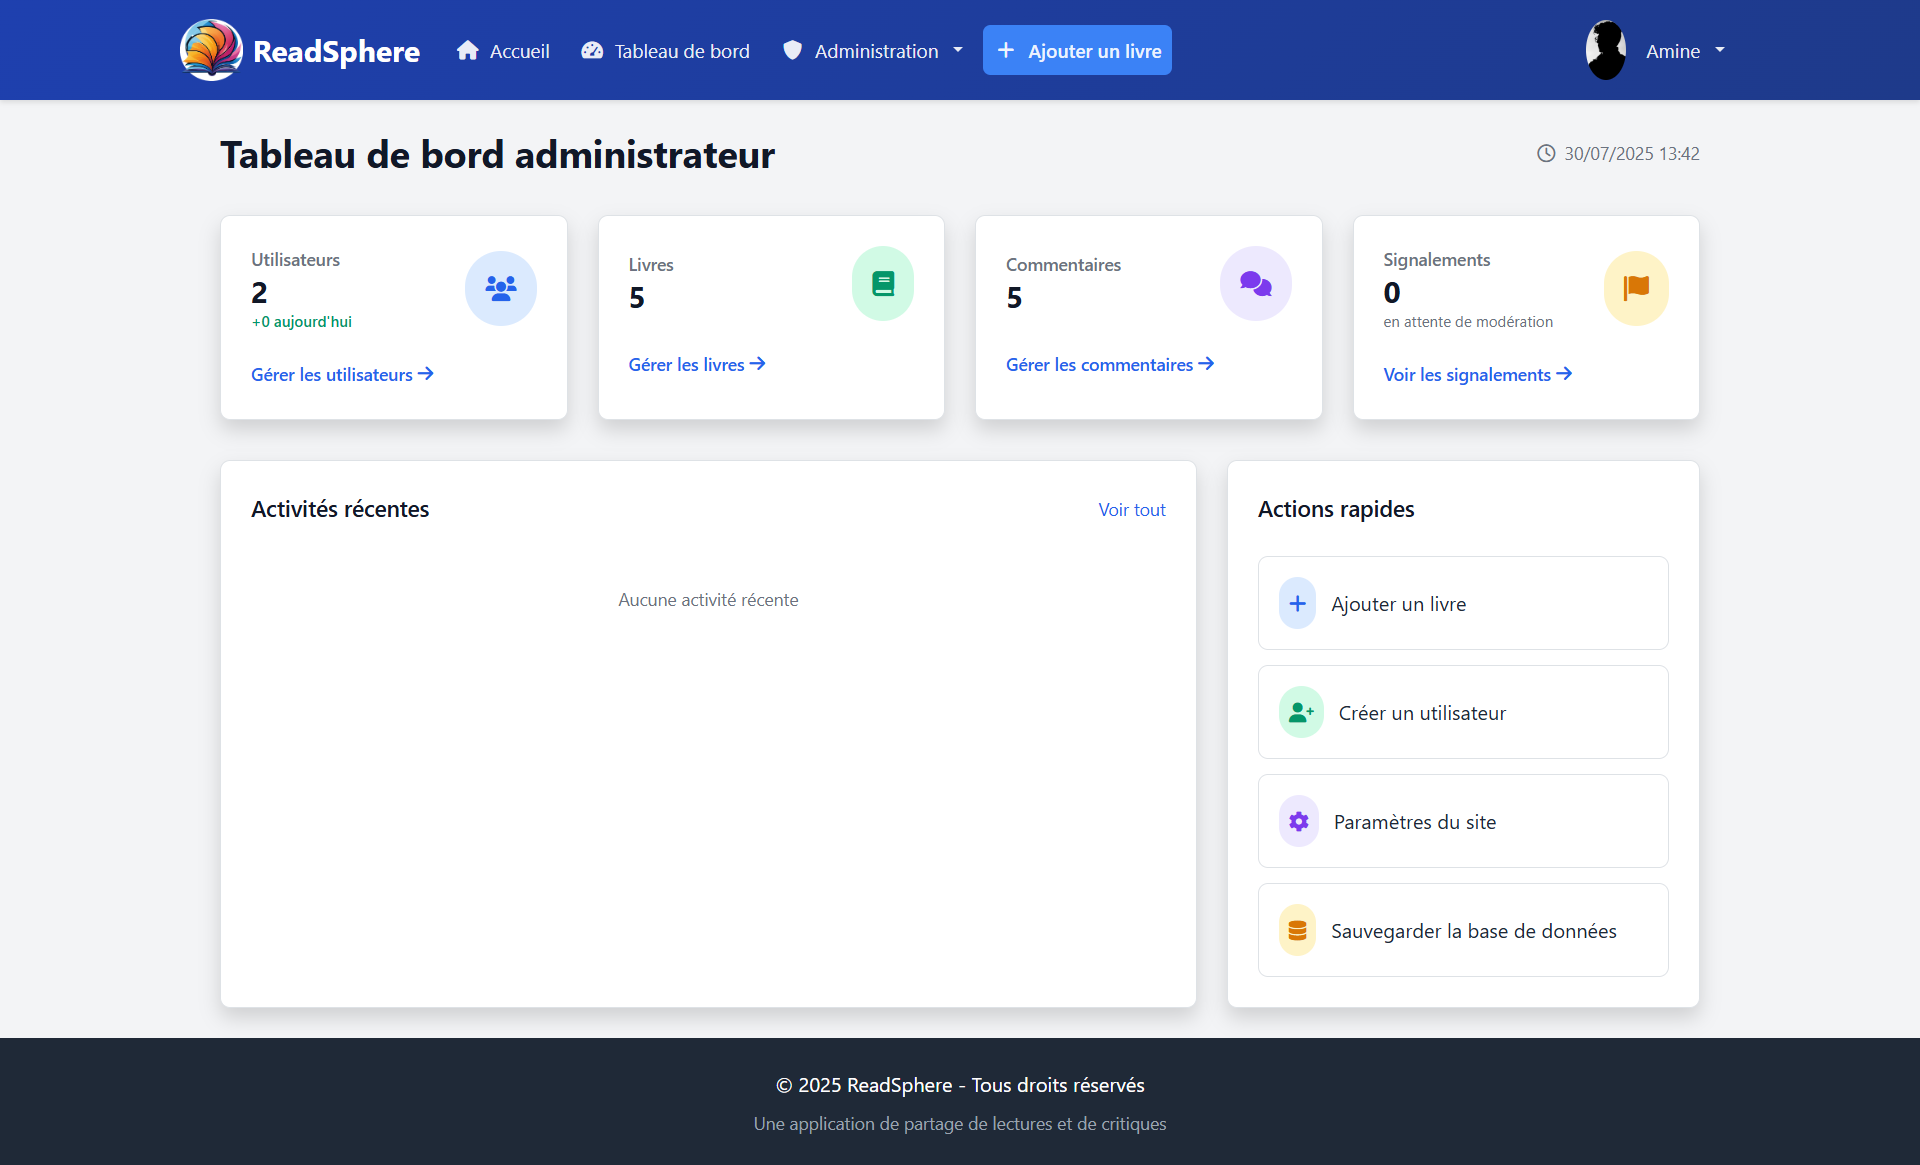 ReadSphere
Accueil
Tableau de bord
Administration
Ajouter un livre
Amine
Tableau de bord administrateur
30/07/2025 13:42
Utilisateurs
2
+0 aujourd'hui
Gérer les utilisateurs
Livres
5
Gérer les livres
Commentaires
5
Gérer les commentaires
Signalements
0
en attente de modération
Voir les signalements
Activités récentes
Voir tout
Aucune activité récente
Actions rapides
Ajouter un livre
Créer un utilisateur
Paramètres du site
Sauvegarder la base de données
© 2025 ReadSphere - Tous droits réservés
Une application de partage de lectures et de critiques